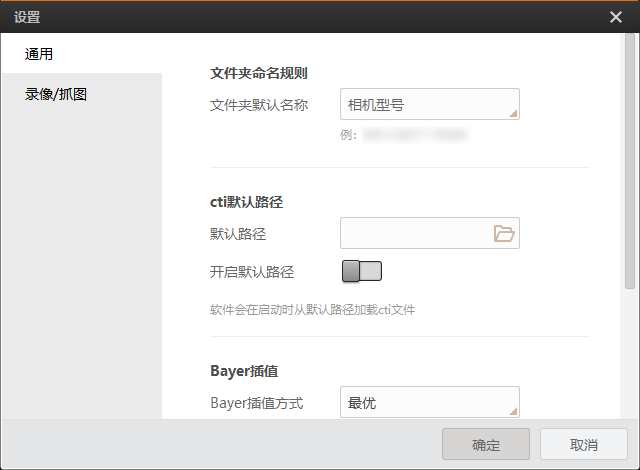 设置
通用
录像/抓图
文件夹命名规则
文件夹默认名称 相机型号
例：
cti默认路径
默认路径
开启默认路径
软件会在启动时从默认路径加载cti文件
Bayer插值
Bayer插值方式 最优
确定 取消